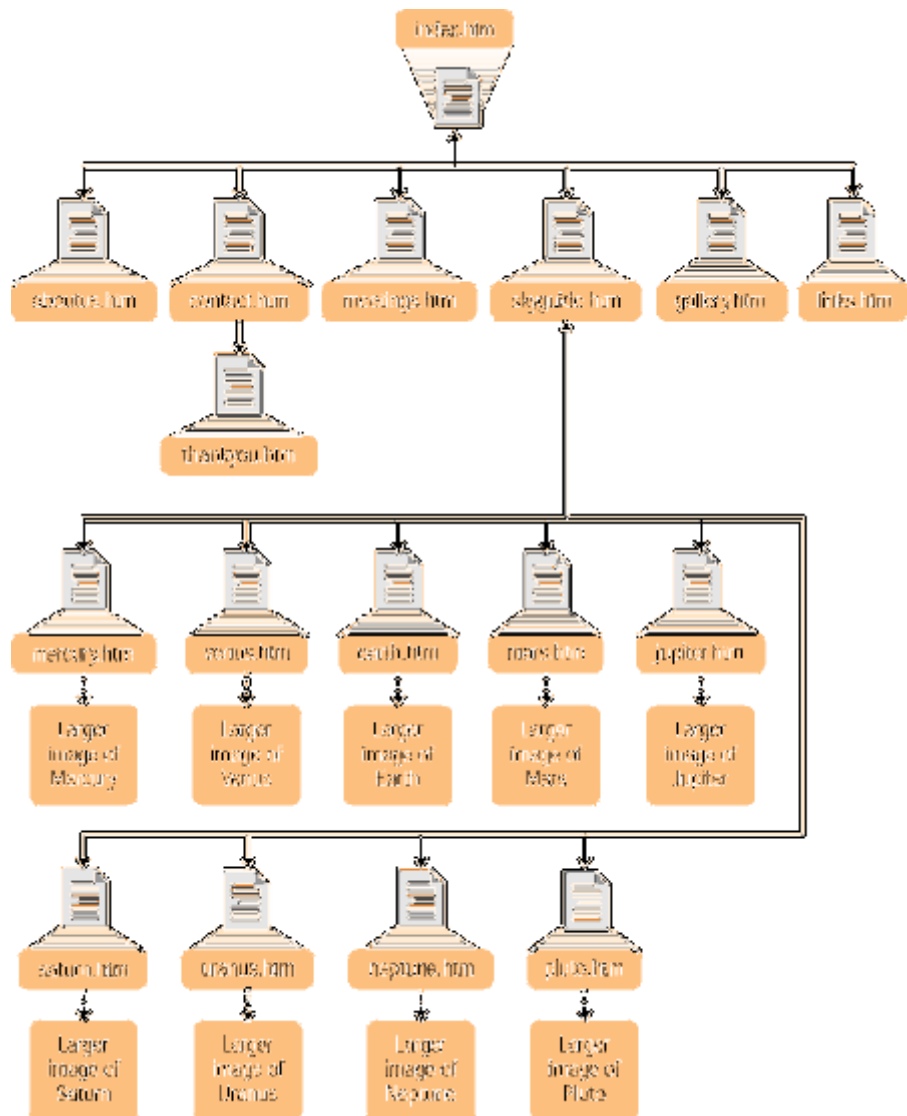 index.htm
aboutus.htm
contact.htm
meetings.htm
skyguide.htm
gallery.htm
links.htm
thankyou.htm
mercury.htm
venus.htm
earth.htm
mars.htm
jupiter.htm
Larger
image of
Mercury
Larger
image of
Venus
Larger
image of
Earth
Larger
image of
Mars
Larger
image of
Jupiter
saturn.htm
uranus.htm
neptune.htm
pluto.htm
Larger
image of
Saturn
Larger
image of
Uranus
Larger
image of
Neptune
Larger
image of
Pluto